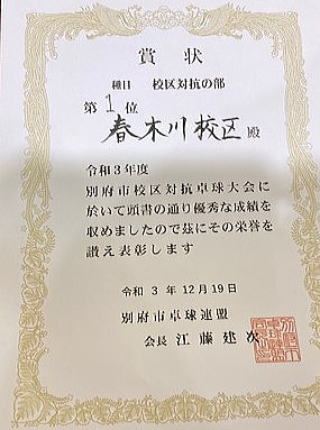 賞状
種目 校区対抗の部
第1位
春木川校区殿
令和3年度
別府市校区対抗卓球大会に
於いて頭書の通り優秀な成績を
収めましたので茲にその栄誉を
讃え表彰します
令和3年12月19日
別府市卓球連盟
会長 江藤建次